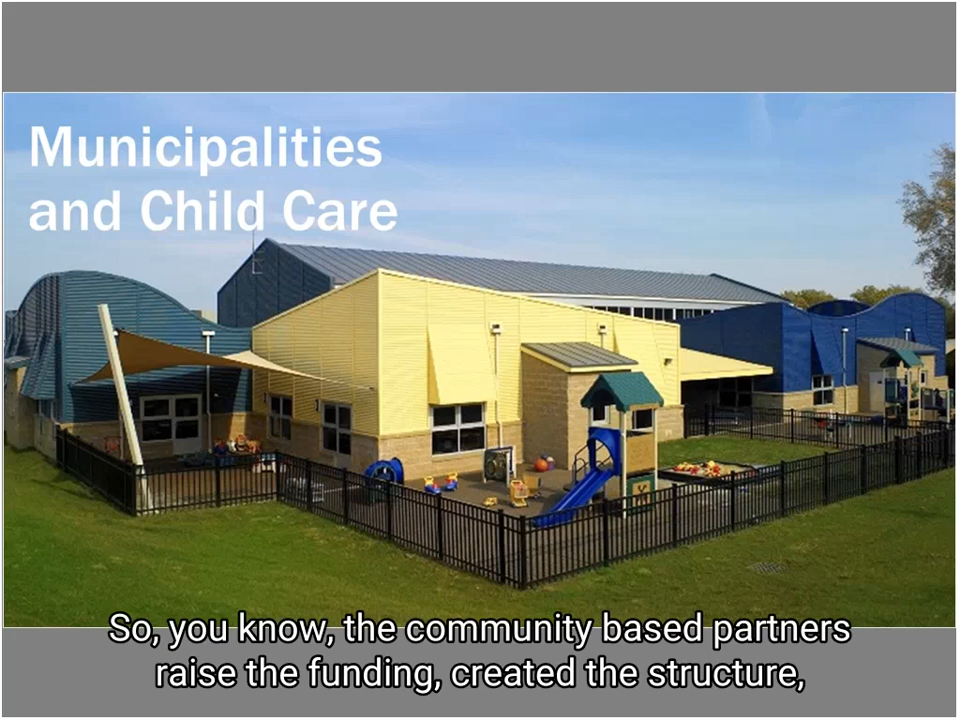 Municipalities
and Child Care
So, you know, the community based partners
raise the funding, created the structure,